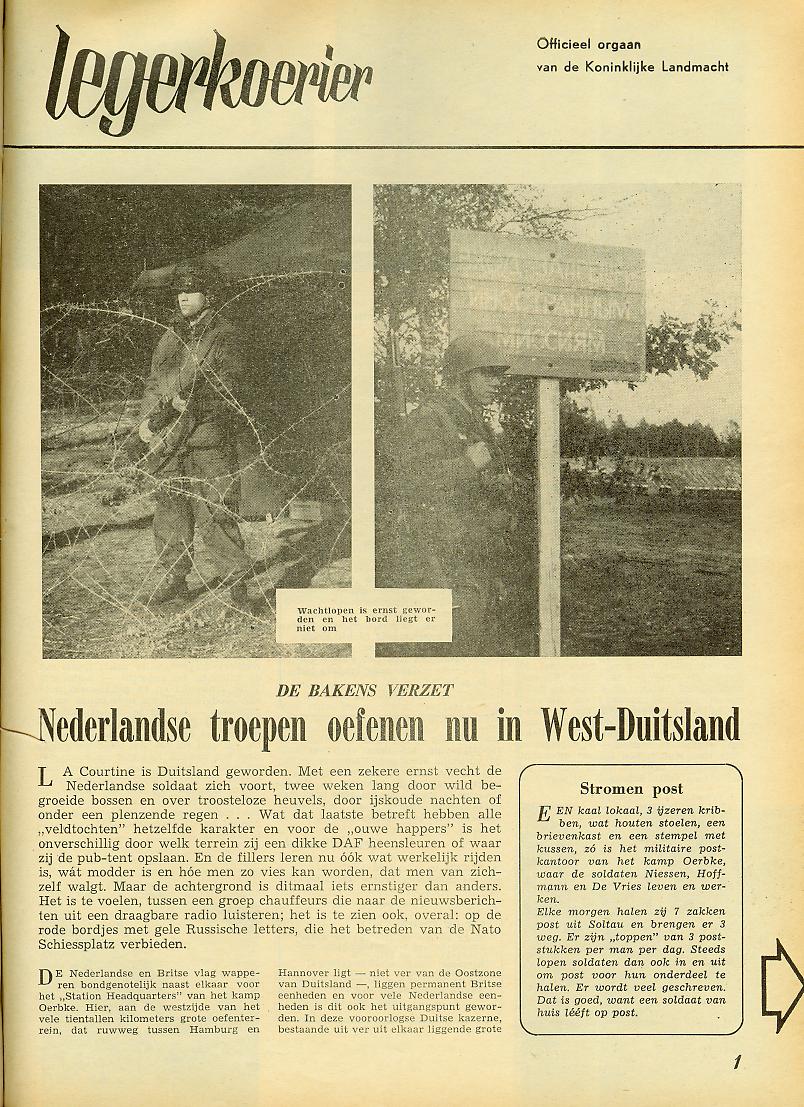 legerkoerier
Officieel orgaan
van de Koninklijke Landmacht
Wachtlopen is ernst gewor-
den en het bord liegt er
niet om
DE BAKENS VERZET
Nederlandse troepen oefenen nu in West-Duitsland
LA Courtine is Duitsland geworden. Met een zekere ernst vecht de
Nederlandse soldaat zich voort, twee weken lang door wild be-
groeide bossen en over troosteloze heuvels, door ijskoude nachten of
onder een plenzende regen . . . Wat dat laatste betreft hebben alle
„veldtochten” hetzelfde karakter en voor de „ouwe happers” is het
onverschillig door welk terrein zij een dikke DAF heensleuren of waar
zij de pub-tent opslaan. En de fillers leren nu óók wat werkelijk rijden
is, wát modder is en hóe men zo vies kan worden, dat men van zich-
zelf walgt. Maar de achtergrond is ditmaal iets ernstiger dan anders.
Het is te voelen, tussen een groep chauffeurs die naar de nieuwsberich-
ten uit een draagbare radio luisteren; het is te zien ook, overal: op de
rode bordjes met gele Russische letters, die het betreden van de Nato
Schiessplatz verbieden.
DE Nederlandse en Britse vlag wappe-
ren bondgenotelijk naast elkaar voor
het „Station Headquarters” van het kamp
Oerbke. Hier, aan de westzijde van het
vele tientallen kilometers grote oefenter-
rein, dat ruwweg tussen Hamburg en
Hannover ligt — niet ver van de Oostzone
van Duitsland —, liggen permanent Britse
eenheden en voor vele Nederlandse een-
heden is dit ook het uitgangspunt gewor-
den. In deze vooroorlogse Duitse kazerne,
bestaande uit ver uit elkaar liggende grote
Stromen post
EEN kaal lokaal, 3 ijzeren krib-
ben, wat houten stoelen, een
brievenkast en een stempel met
kussen, zó is het militaire post-
kantoor van het kamp Oerbke,
waar de soldaten Niessen, Hoff-
mann en De Vries leven en wer-
ken.
Elke morgen halen zij 7 zakken
post uit Soltau en brengen er 3
weg. Er zijn „toppen” van 3 post-
stukken per man per dag. Steeds
lopen soldaten dan ook in en uit
om post voor hun onderdeel te
halen. Er wordt veel geschreven.
Dat is goed, want een soldaat van
huis lééft op post.
1